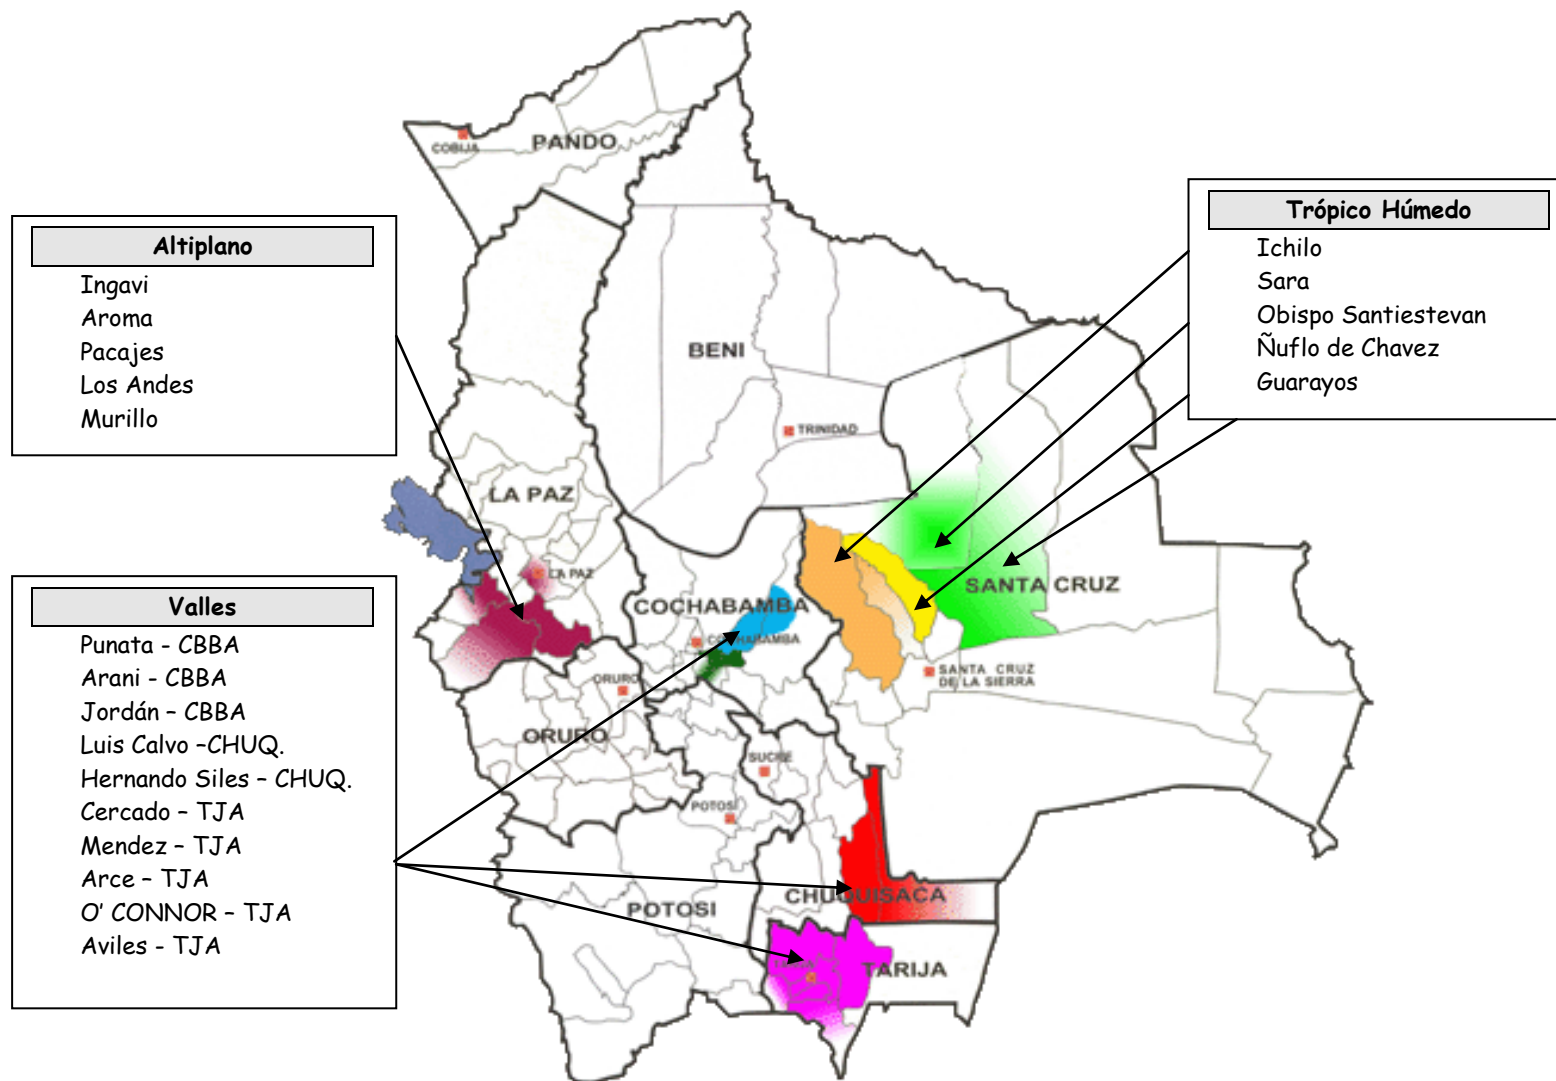 COBIJA
PANDO
Altiplano
Ingavi
Aroma
Pacajes
Los Andes
Murillo
Trópico Húmedo
Ichilo
Sara
Obispo Santiestevan
Ñuflo de Chavez
Guarayos
BENI
TRINIDAD
LA PAZ
LA PAZ
SANTA CRUZ
COCHABAMBA
COCHABAMBA
SANTA CRUZ
DE LA SIERRA
ORURO
ORURO
SUCRE
POTOSÍ
CHUQUISACA
POTOSI
TARIJA
Valles
Punata - CBBA
Arani - CBBA
Jordán – CBBA
Luis Calvo –CHUQ.
Hernando Siles – CHUQ.
Cercado – TJA
Mendez – TJA
Arce – TJA
O' CONNOR – TJA
Aviles - TJA